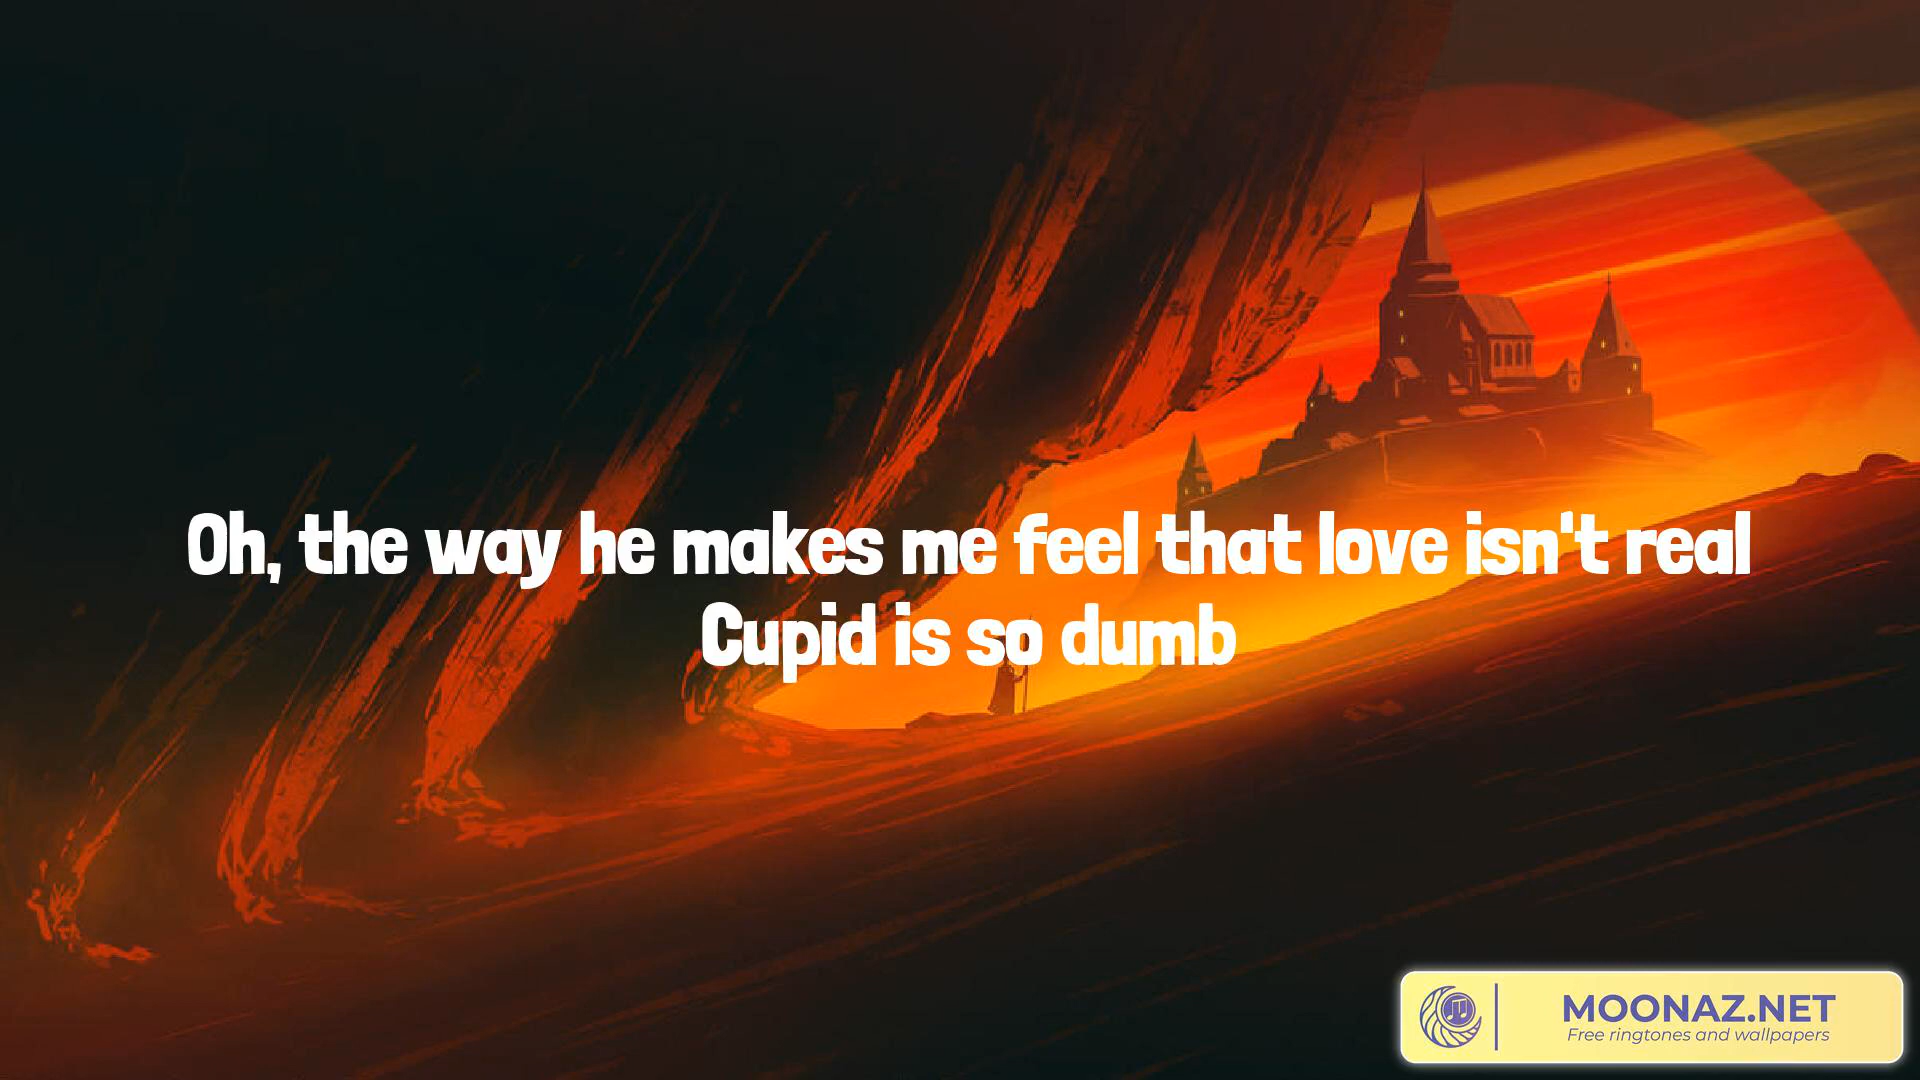 Oh, the way he makes me feel that love isn't real
Cupid is so dumb
MOONAZ.NET
Free ringtones and wallpapers